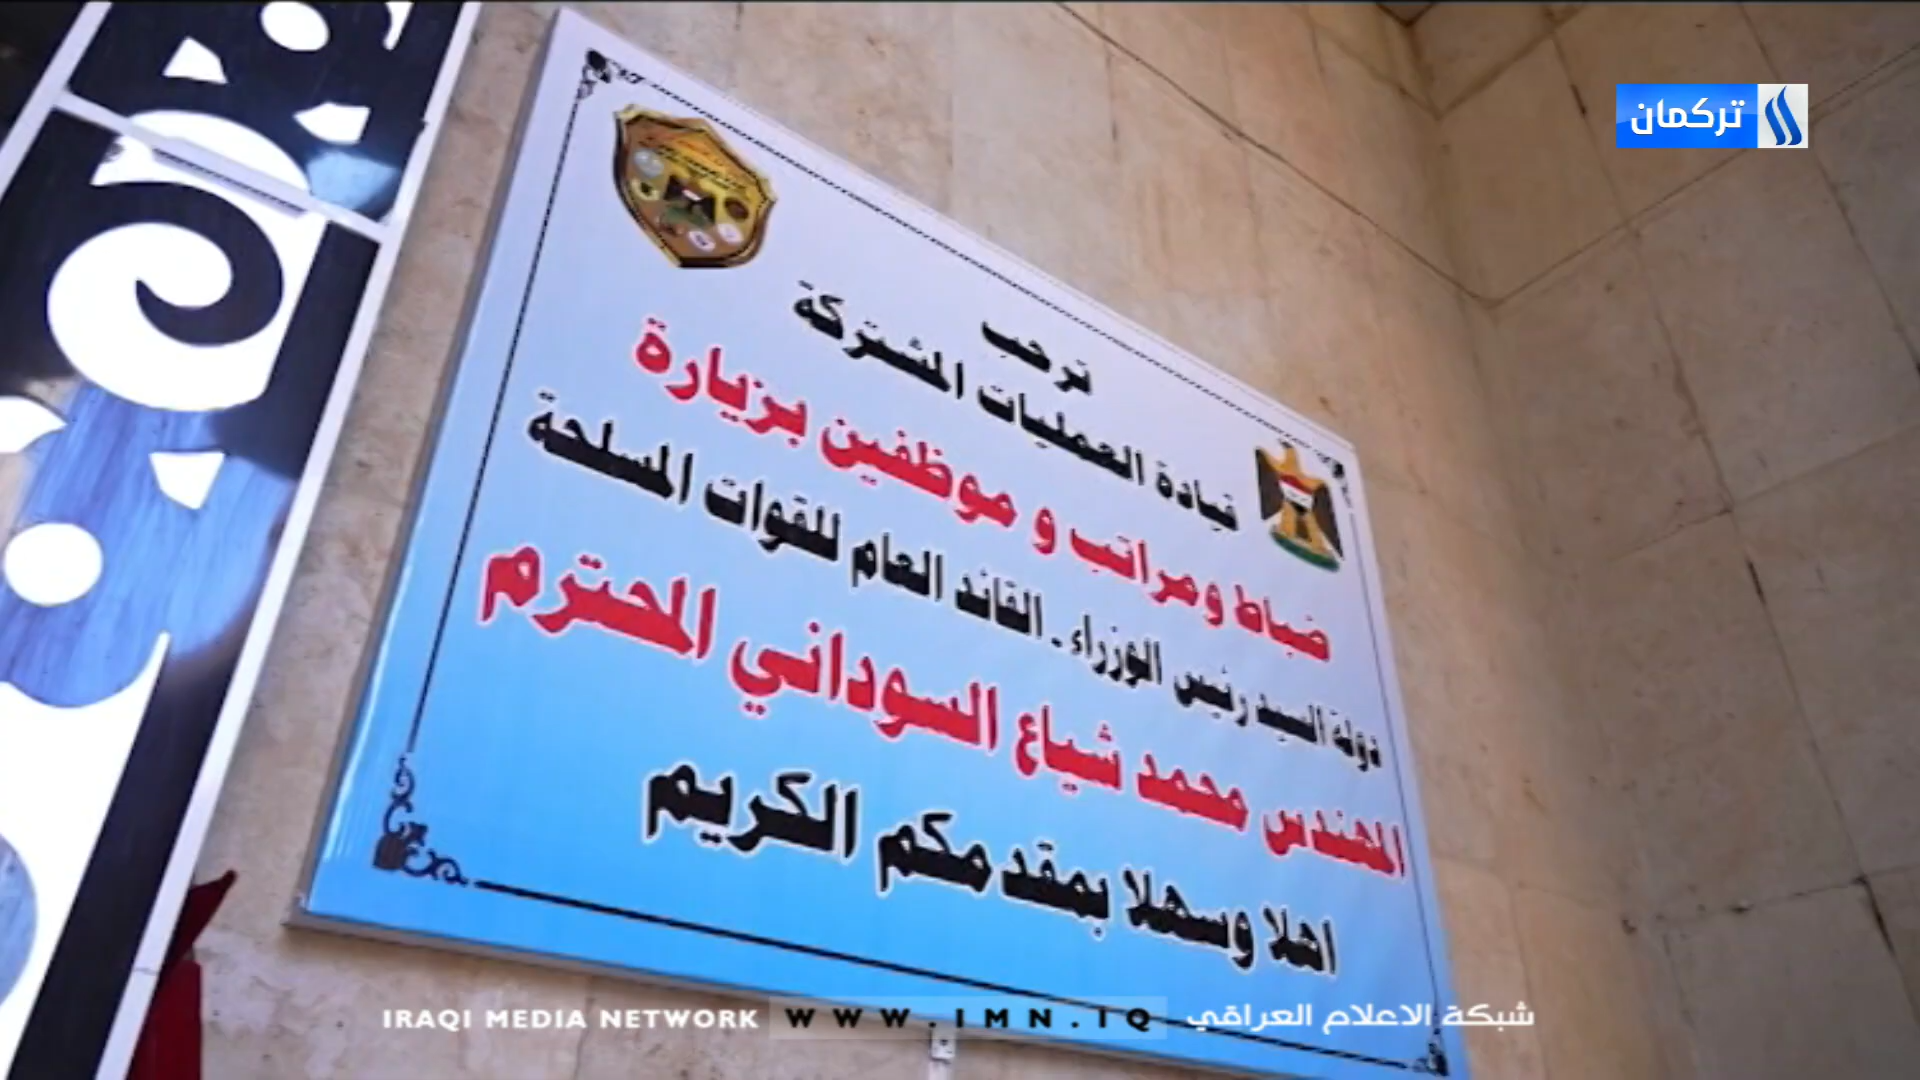 تركمان
ترحب
قيادة العمليات المشتركة
ضباط ومراتب و موظفين بزيارة
دولة السيد رئيس الوزراء - القائد العام للقوات المسلحة
المهندس محمد شياع السوداني المحترم
اهلا وسهلا بمقدمكم الكريم
IRAQI MEDIA NETWORK WWW.IMN.IQ شبكة الاعلام العراقي